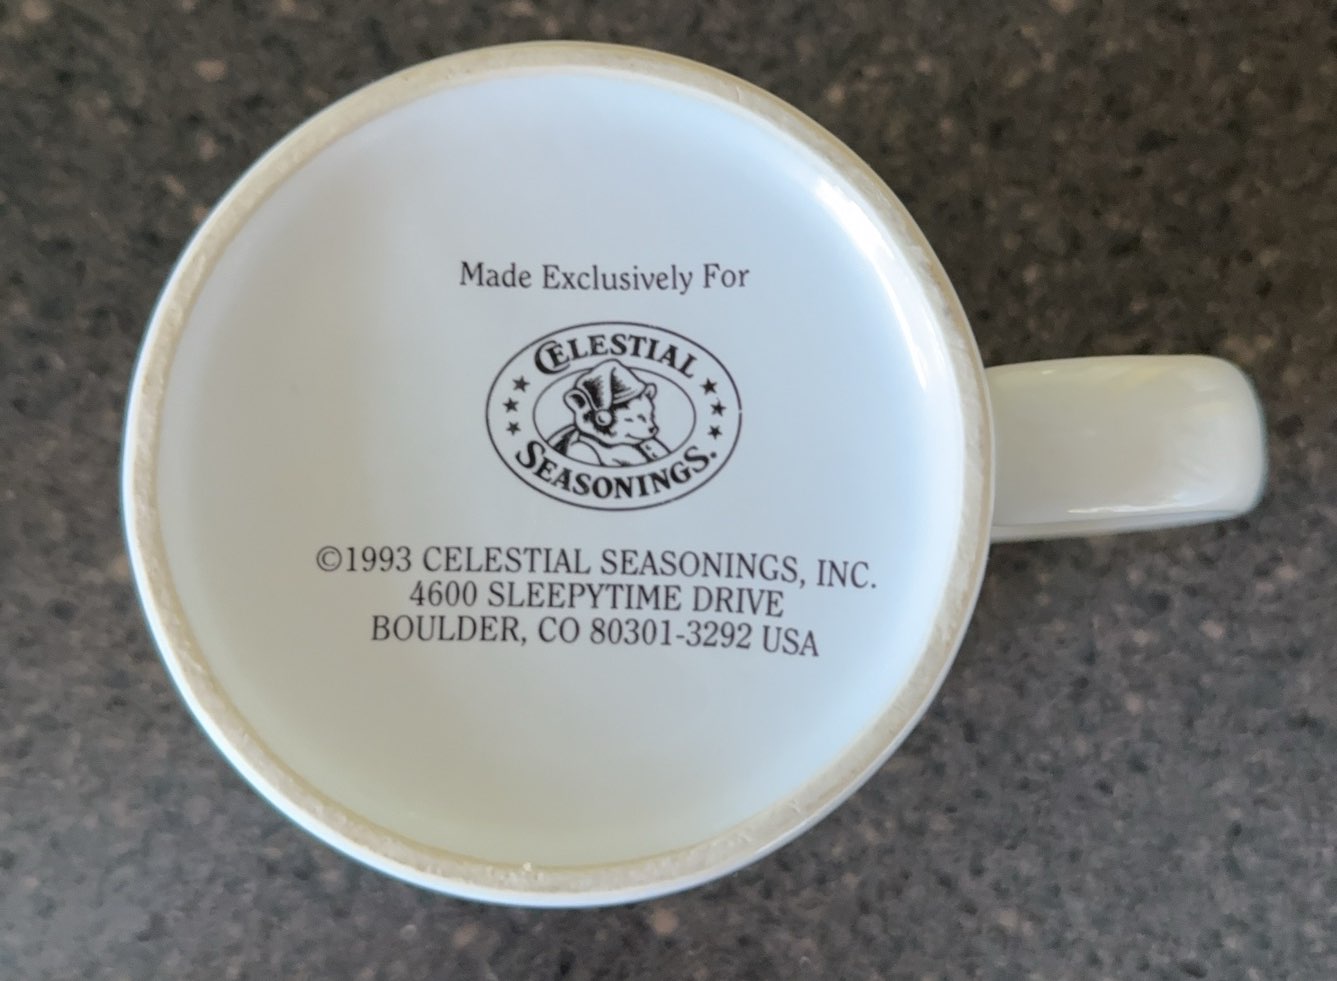 Made Exclusively For
CELESTIAL
SEASONINGS.
©1993 CELESTIAL SEASONINGS, INC.
4600 SLEEPYTIME DRIVE
BOULDER, CO 80301-3292 USA